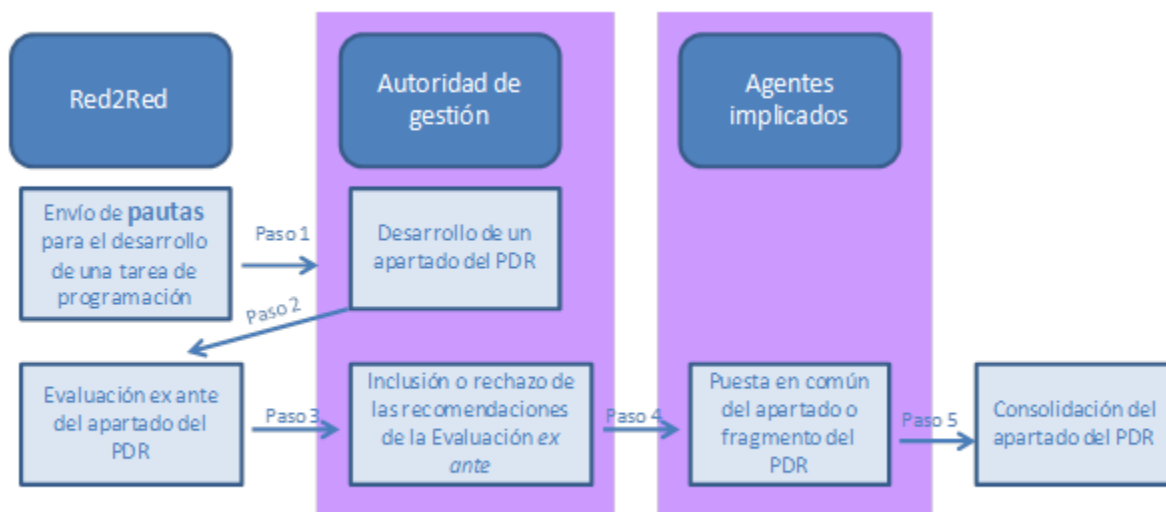 Red2Red
Autoridad de
gestión
Agentes
implicados
Envío de pautas
para el desarrollo
de una tarea de
programación
Paso 1
Desarrollo de un
apartado del PDR
Paso 2
Evaluación ex ante
del apartado del
PDR
Paso 3
Inclusión o rechazo de
las recomendaciones
de la Evaluación ex
ante
Paso 4
Puesta en común
del apartado o
fragmento del
PDR
Paso 5
Consolidación del
apartado del PDR